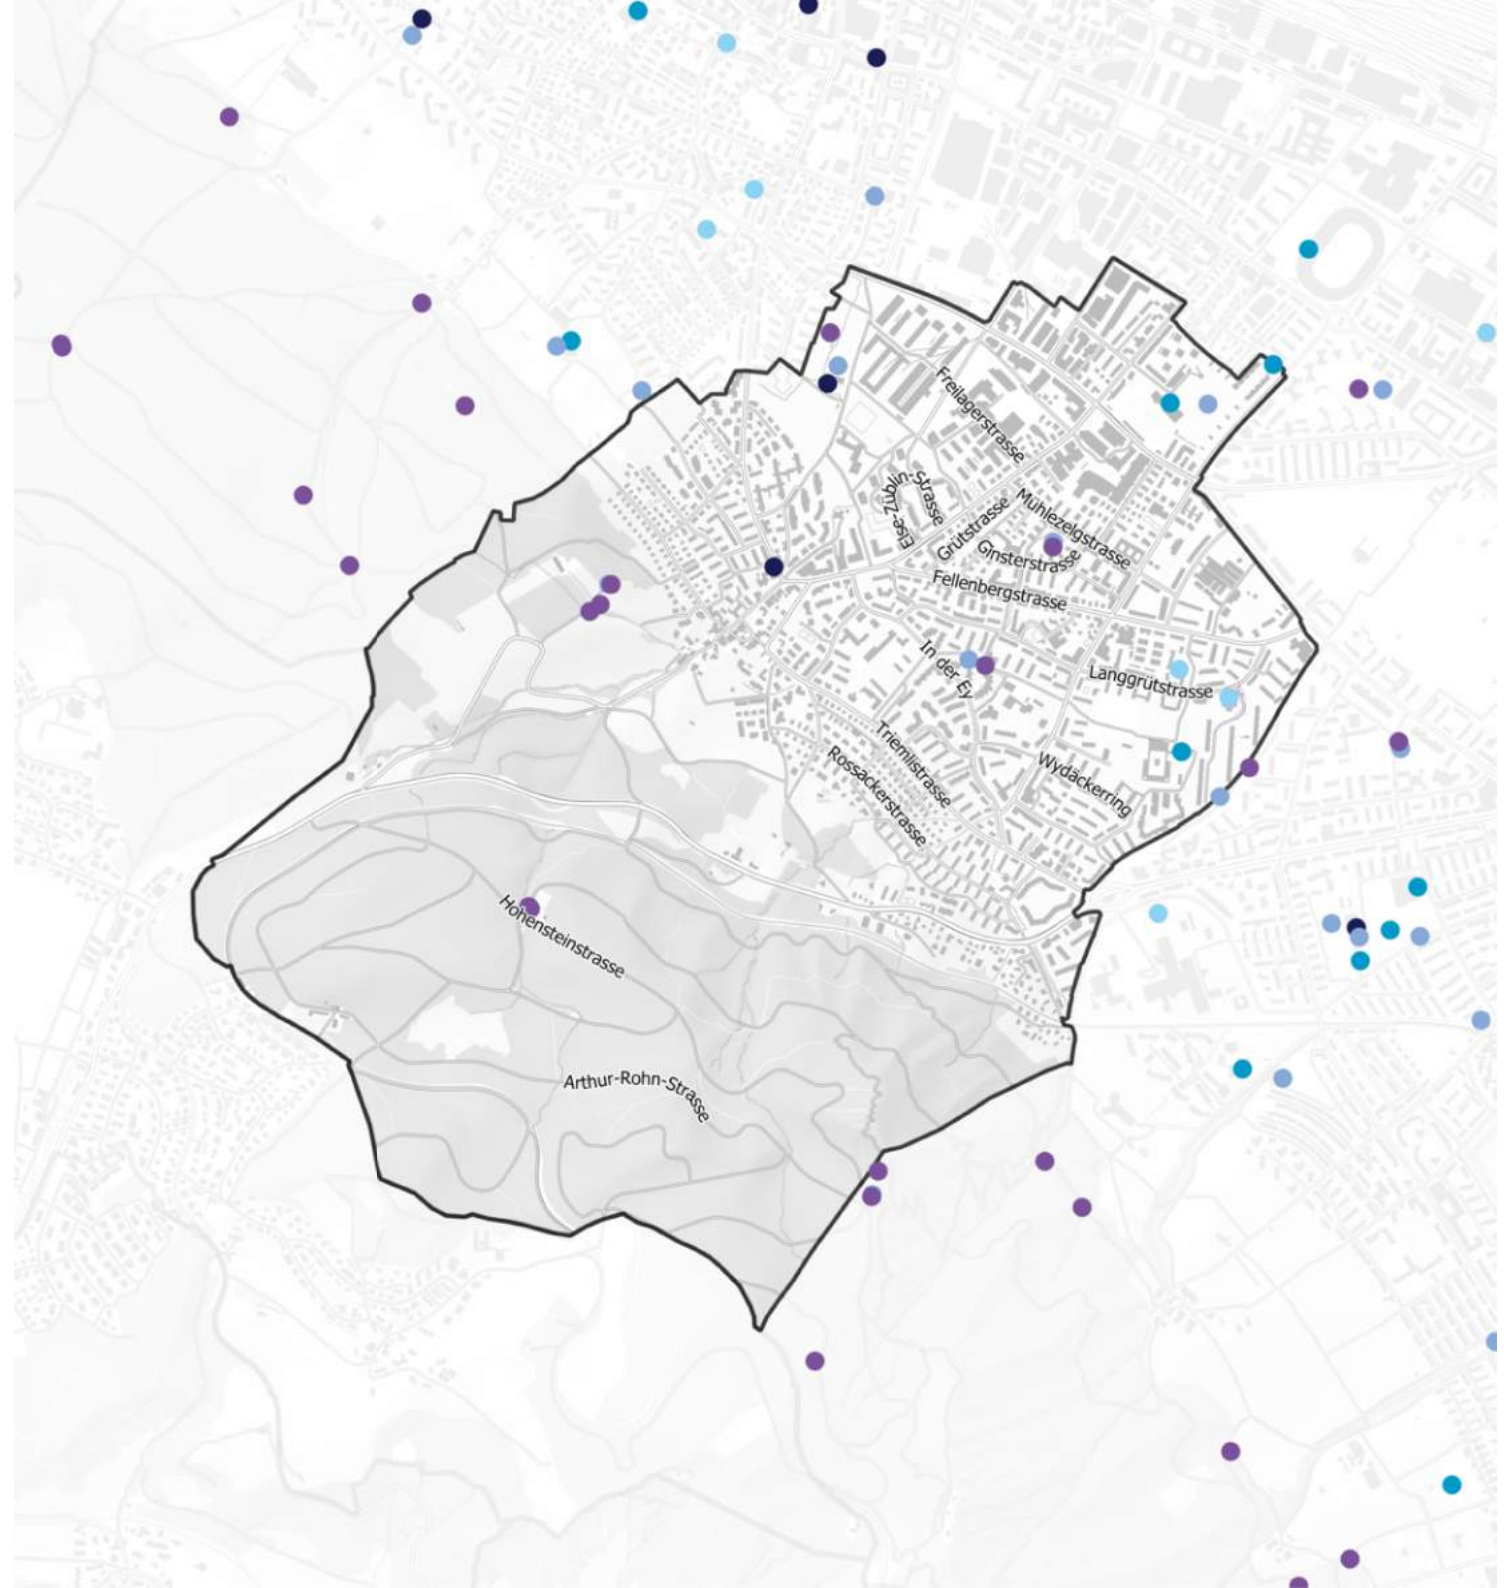 Freilagerstrasse
Else-Züblin-Strasse
Grütstrasse
Mühlezelgstrasse
Ginsterstrasse
Fellenbergstrasse
In der Ey
Langgrütstrasse
Triemlistrasse
Rossackerstrasse
Wydäckerring
Hohensteinstrasse
Arthur-Rohn-Strasse